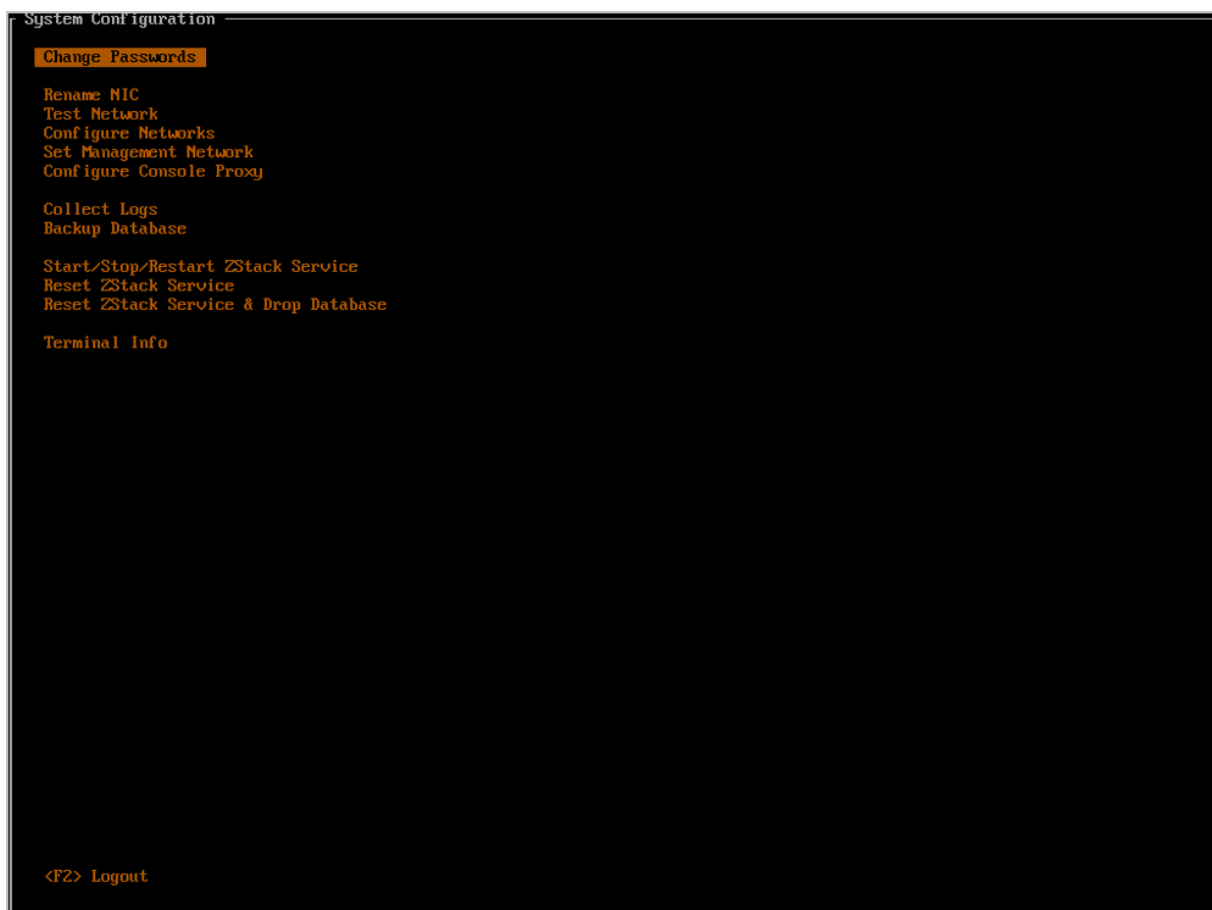 System Configuration
Change Passwords
Rename NIC
Test Network
Configure Networks
Set Management Network
Configure Console Proxy
Collect Logs
Backup Database
Start/Stop/Restart ZStack Service
Reset ZStack Service
Reset ZStack Service & Drop Database
Terminal Info
<F2> Logout